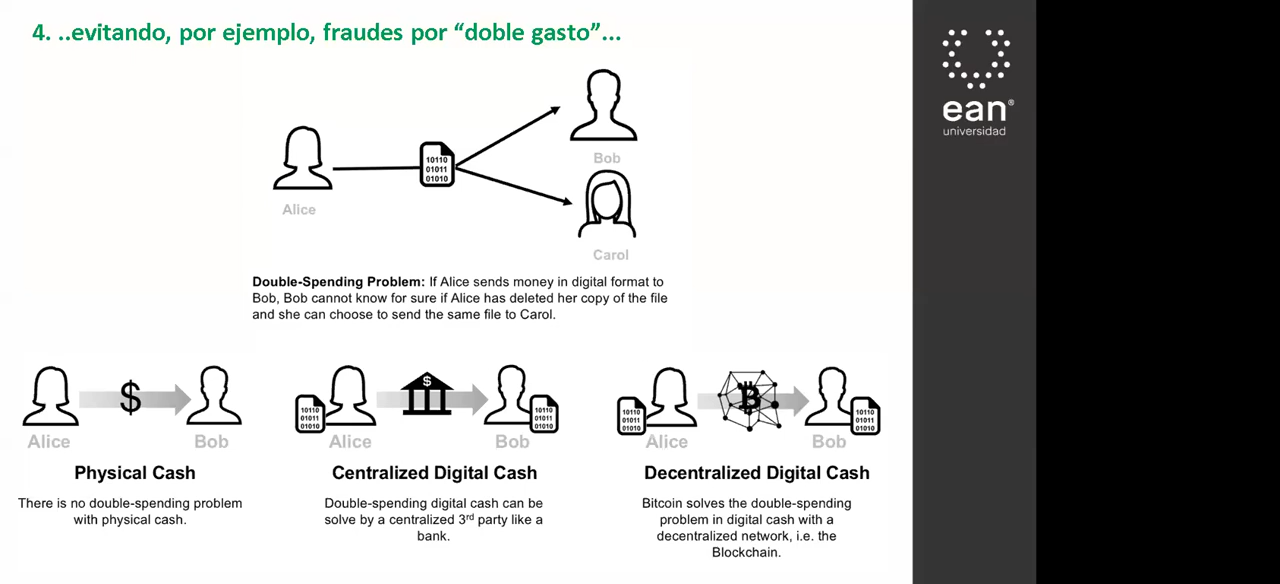 4. ..evitando, por ejemplo, fraudes por “doble gasto”...
ean®
universidad
10110
01011
01010
Bob
Alice
Carol
Double-Spending Problem: If Alice sends money in digital format to
Bob, Bob cannot know for sure if Alice has deleted her copy of the file
and she can choose to send the same file to Carol.
$
Alice
Bob
Physical Cash
There is no double-spending problem
with physical cash.
10110
01011
01010
$
10110
01011
01010
Alice
Bob
Centralized Digital Cash
Double-spending digital cash can be
solve by a centralized 3rd party like a
bank.
10110
01011
01010
10110
01011
01010
Alice
Bob
Decentralized Digital Cash
Bitcoin solves the double-spending
problem in digital cash with a
decentralized network, i.e. the
Blockchain.